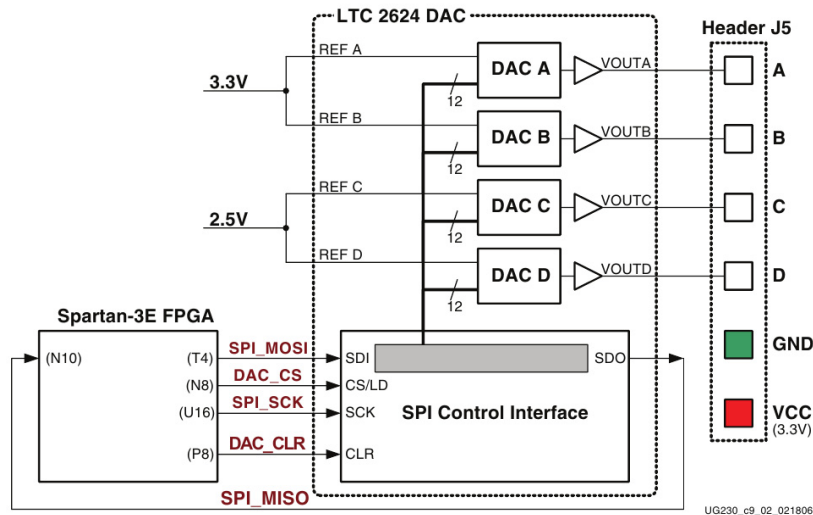 LTC 2624 DAC
Header J5
REF A
3.3V
DAC A
VOUTA
A
12
REF B
DAC B
VOUTB
B
12
REF C
2.5V
DAC C
VOUTC
C
12
REF D
DAC D
VOUTD
D
12
Spartan-3E FPGA
GND
(N10)
(T4)
SPI_MOSI
SDI
SDO
(N8)
DAC_CS
CS/LD
(U16)
SPI_SCK
SCK
SPI Control Interface
VCC
(3.3V)
(P8)
DAC_CLR
CLR
SPI_MISO
UG230_c9_02_021806